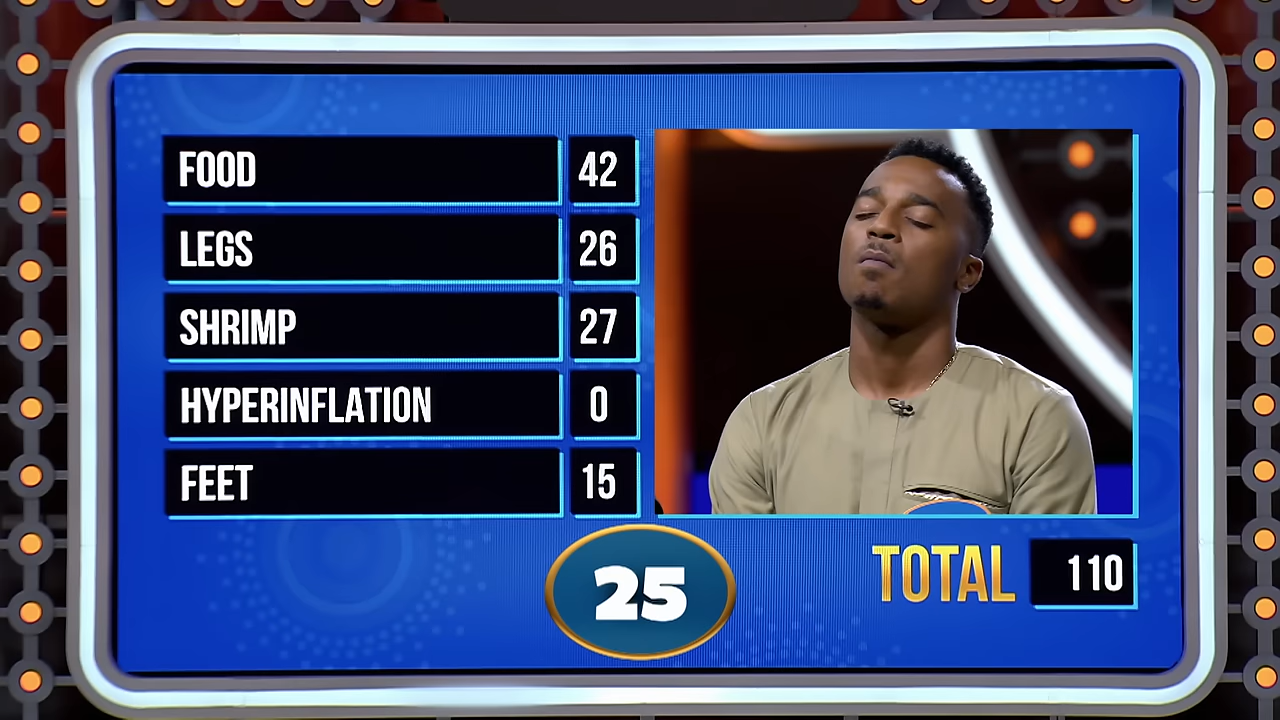 FOOD 42
LEGS 26
SHRIMP 27
HYPERINFLATION 0
FEET 15
25
TOTAL 110